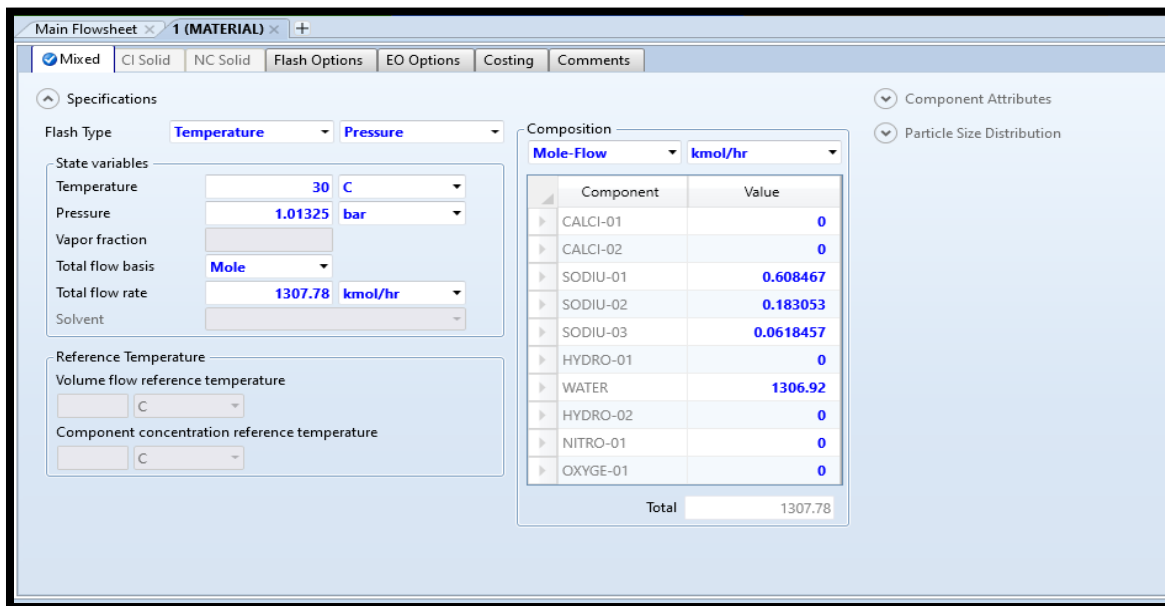 Main Flowsheet × 1 (MATERIAL) × +
Mixed CI Solid NC Solid Flash Options EO Options Costing Comments
Specifications
Flash Type Temperature Pressure
State variables
Temperature 30 C
Pressure 1.01325 bar
Vapor fraction
Total flow basis Mole
Total flow rate 1307.78 kmol/hr
Solvent
Reference Temperature
Volume flow reference temperature
C
Component concentration reference temperature
C
Composition
Mole-Flow kmol/hr
Component Value
CALCI-01 0
CALCI-02 0
SODIU-01 0.608467
SODIU-02 0.183053
SODIU-03 0.0618457
HYDRO-01 0
WATER 1306.92
HYDRO-02 0
NITRO-01 0
OXYGE-01 0
Total 1307.78
Component Attributes
Particle Size Distribution